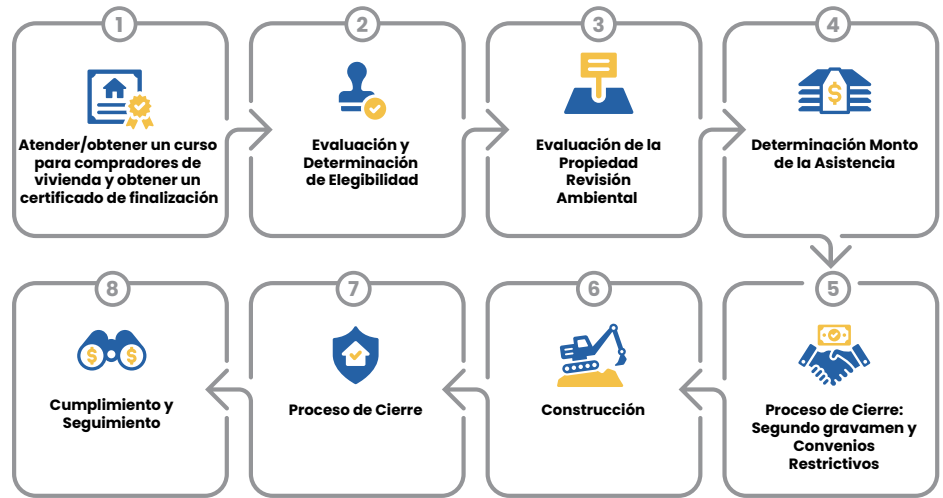 1
Atender/obtener un curso
para compradores de
vivienda y obtener un
certificado de finalización
2
Evaluación y
Determinación
de Elegibilidad
3
Evaluación de la
Propiedad
Revisión
Ambiental
4
$
Determinación Monto
de la Asistencia
5
Proceso de Cierre:
Segundo gravamen y
Convenios
Restrictivos
6
Construcción
7
Proceso de Cierre
8
$ $
Cumplimiento y
Seguimiento